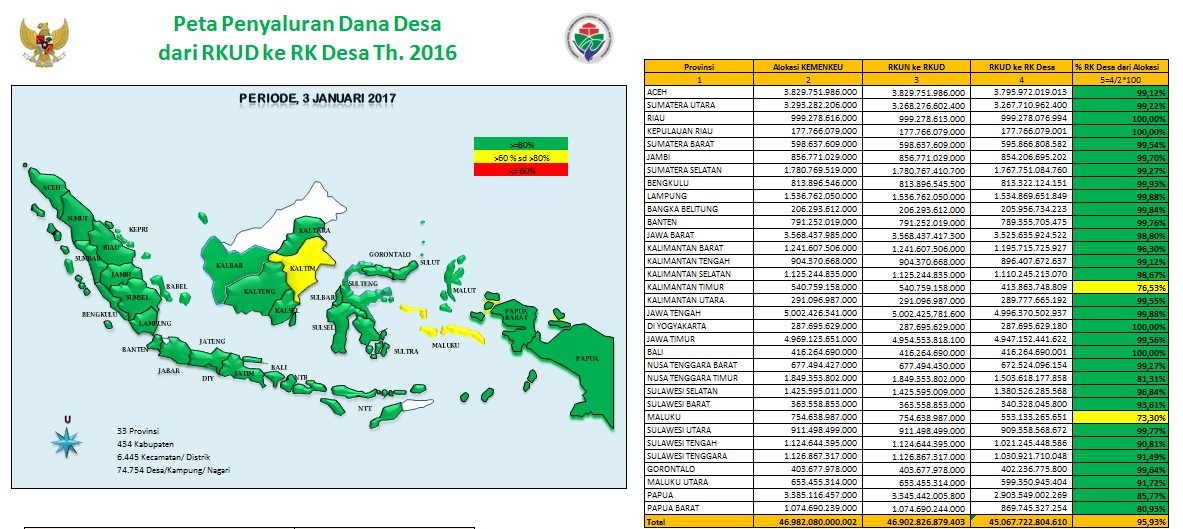 Peta Penyaluran Dana Desa
dari RKUD ke RK Desa Th. 2016
PERIODE, 3 JANUARI 2017
>=80%
>60 % sd >80%
<= 60%
ACEH
SUMUT
KEPRI
RIAU
SUMBAR
JAMBI
BABEL
SUMSEL
BENGKULU
LAMPUNG
BANTEN
JATENG
JABAR
DIY
JATIM
BALI
NTB
NTT
KALTARA
KALBAR
KALTIM
KALTENG
KALSEL
GORONTALO
SULUT
SULTENG
SULBAR
SULSEL
SULTRA
MALUT
MALUKU
PAPUA
BARAT
PAPUA
U
33 Provinsi
434 Kabupaten
6.445 Kecamatan/ Distrik
74.754 Desa/Kampung/ Nagari
Provinsi Alokasi KEMENKEU RKUN ke RKUD RKUD ke RK Desa % RK Desa dari Alokasi
1 2 3 4 5=4/2*100
ACEH 3.829.751.986.000 3.829.751.986.000 3.795.972.019.013 99,12%
SUMATERA UTARA 3.293.282.206.000 3.268.276.602.400 3.267.710.962.400 99,22%
RIAU 999.278.616.000 999.278.613.000 999.278.076.994 100,00%
KEPULAUAN RIAU 177.766.079.000 177.766.079.000 177.766.079.001 100,00%
SUMATERA BARAT 598.637.609.000 598.637.609.000 595.866.808.582 99,54%
JAMBI 856.771.029.000 856.771.029.000 854.206.695.202 99,70%
SUMATERA SELATAN 1.780.769.519.000 1.780.767.410.700 1.767.751.084.760 99,27%
BENGKULU 813.896.546.000 813.896.545.500 813.322.124.151 99,93%
LAMPUNG 1.536.762.050.000 1.536.762.050.000 1.534.869.651.849 99,88%
BANGKA BELITUNG 206.293.612.000 206.293.612.000 205.956.734.223 99,84%
BANTEN 791.252.019.000 791.252.019.000 789.355.705.475 99,76%
JAWA BARAT 3.568.437.985.000 3.568.437.417.300 3.525.635.924.522 98,80%
KALIMANTAN BARAT 1.241.607.506.000 1.241.607.506.000 1.195.715.725.927 96,30%
KALIMANTAN TENGAH 904.370.668.000 904.370.668.000 896.407.672.637 99,12%
KALIMANTAN SELATAN 1.125.244.835.000 1.125.244.835.000 1.110.245.213.070 98,67%
KALIMANTAN TIMUR 540.759.158.000 540.759.158.000 413.863.748.809 76,53%
KALIMANTAN UTARA 291.096.987.000 291.096.987.000 289.777.665.192 99,55%
JAWA TENGAH 5.002.426.341.000 5.002.425.781.600 4.996.370.502.937 99,88%
DI YOGYAKARTA 287.695.629.000 287.695.629.000 287.695.629.180 100,00%
JAWA TIMUR 4.969.123.651.000 4.954.553.818.100 4.947.152.441.622 99,56%
BALI 416.264.690.000 416.264.690.000 416.264.690.001 100,00%
NUSA TENGGARA BARAT 677.494.427.000 677.494.430.000 672.524.096.154 99,27%
NUSA TENGGARA TIMUR 1.849.353.802.000 1.849.353.802.000 1.503.618.177.858 81,31%
SULAWESI SELATAN 1.425.595.011.000 1.425.595.009.000 1.380.526.285.568 96,84%
SULAWESI BARAT 363.558.853.000 363.558.853.000 340.328.045.800 93,61%
MALUKU 754.638.987.000 754.638.987.000 553.133.265.651 73,30%
SULAWESI UTARA 911.498.499.000 911.498.499.000 909.358.568.672 99,77%
SULAWESI TENGAH 1.124.644.395.000 1.124.644.395.000 1.021.245.448.586 90,81%
SULAWESI TENGGARA 1.126.867.317.000 1.126.867.317.000 1.030.921.710.048 91,49%
GORONTALO 403.677.978.000 403.677.978.000 402.236.775.800 99,64%
MALUKU UTARA 653.455.314.000 653.455.314.000 599.350.945.404 91,72%
PAPUA 3.385.116.457.000 3.345.442.005.800 2.903.549.002.269 85,77%
PAPUA BARAT 1.074.690.239.000 1.074.690.244.000 869.745.327.254 80,93%
Total 46.982.080.000.002 46.902.826.879.403 45.067.722.804.610 95,93%